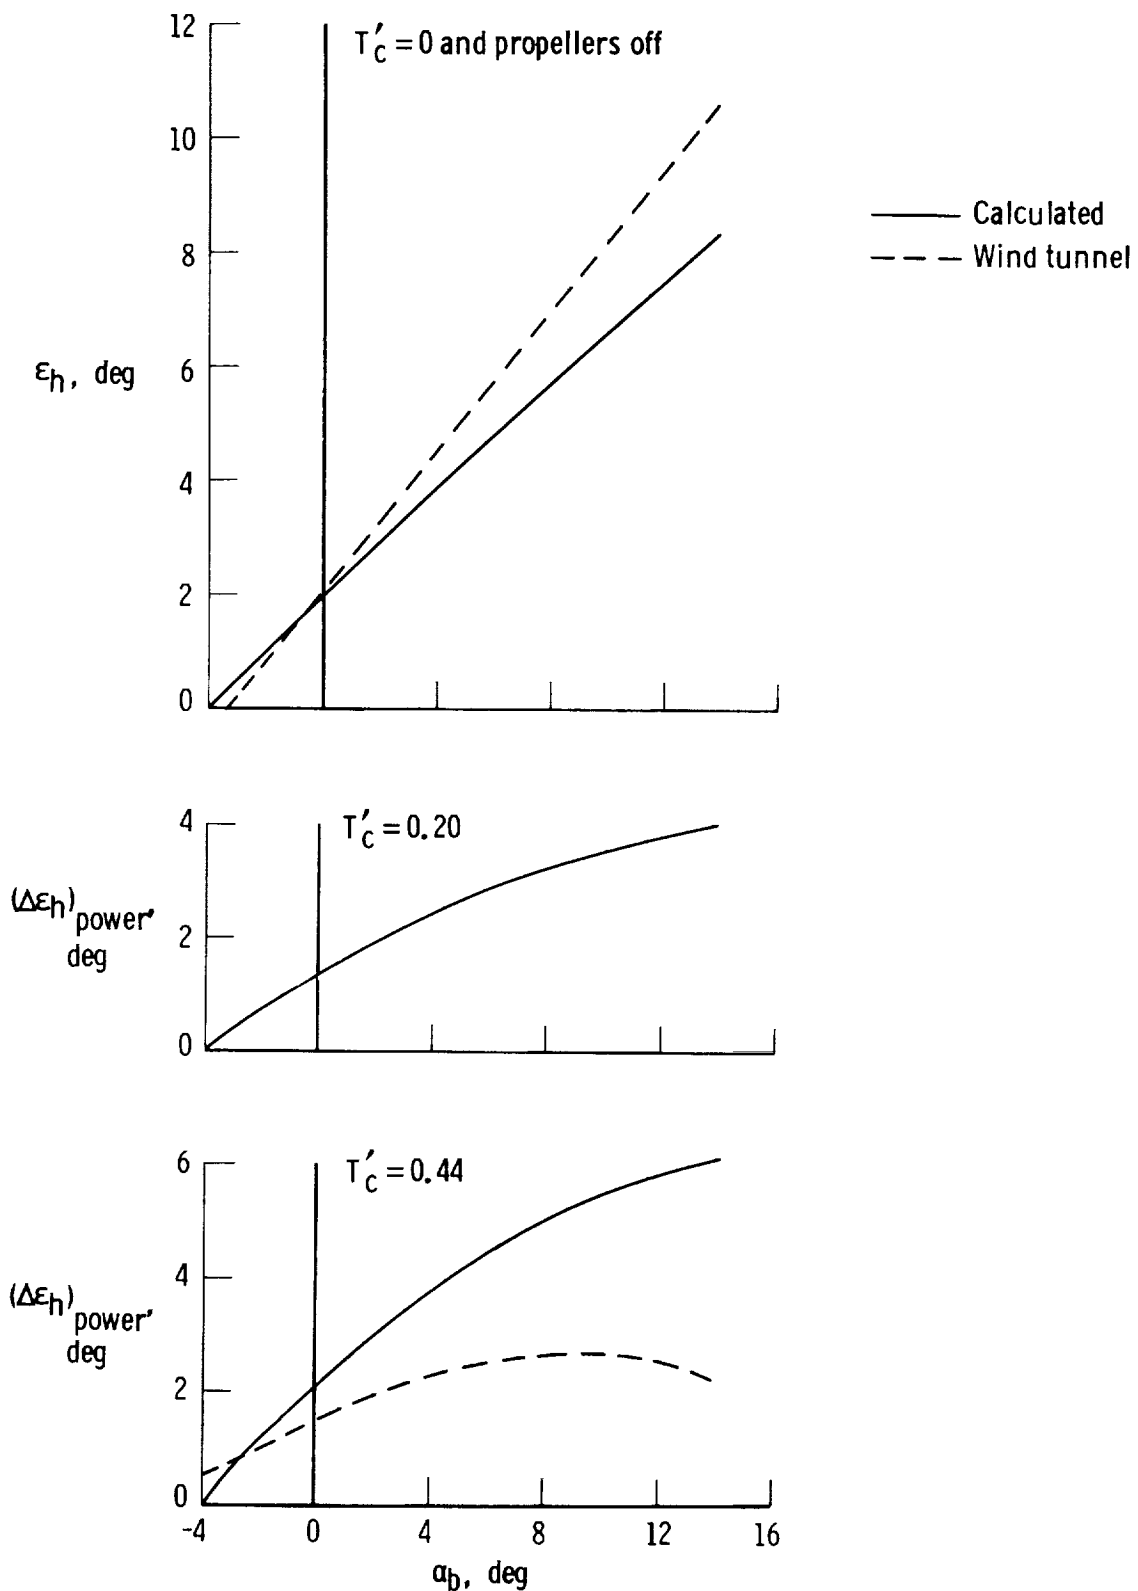 12
T′c = 0 and propellers off
10
Calculated
8
Wind tunnel
εh, deg
6
4
2
0
4
T′c = 0.20
(Δεh)power,
deg
2
0
6
T′c = 0.44
4
(Δεh)power,
deg
2
0
-4 0 4 8 12 16
αb, deg